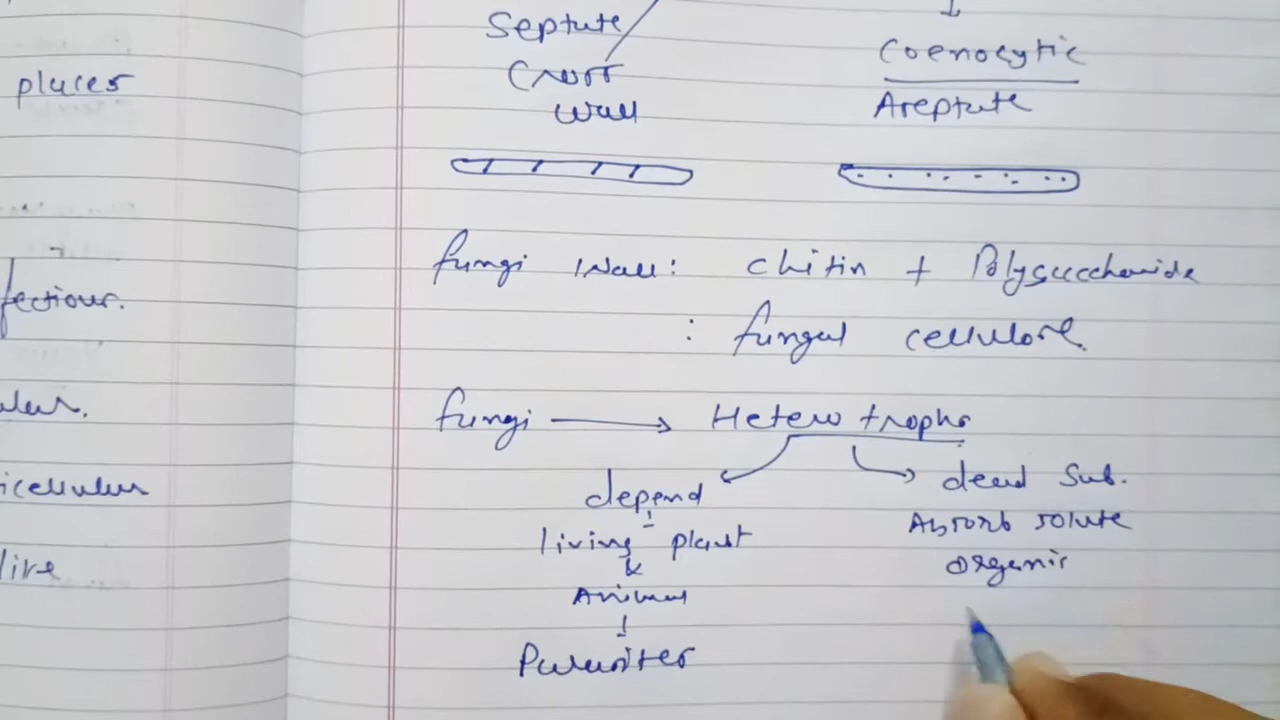 places
fectious.
ular.
icellular
live
Septate
Cross
wall
Coenocytic
Aseptate
fungi wall: chitin + Polysaccharide
: fungal cellulose.
fungi → Heterotrophs
depend
living plant
&
Animals
Parasites
dead sub.
Absorb solute
organic